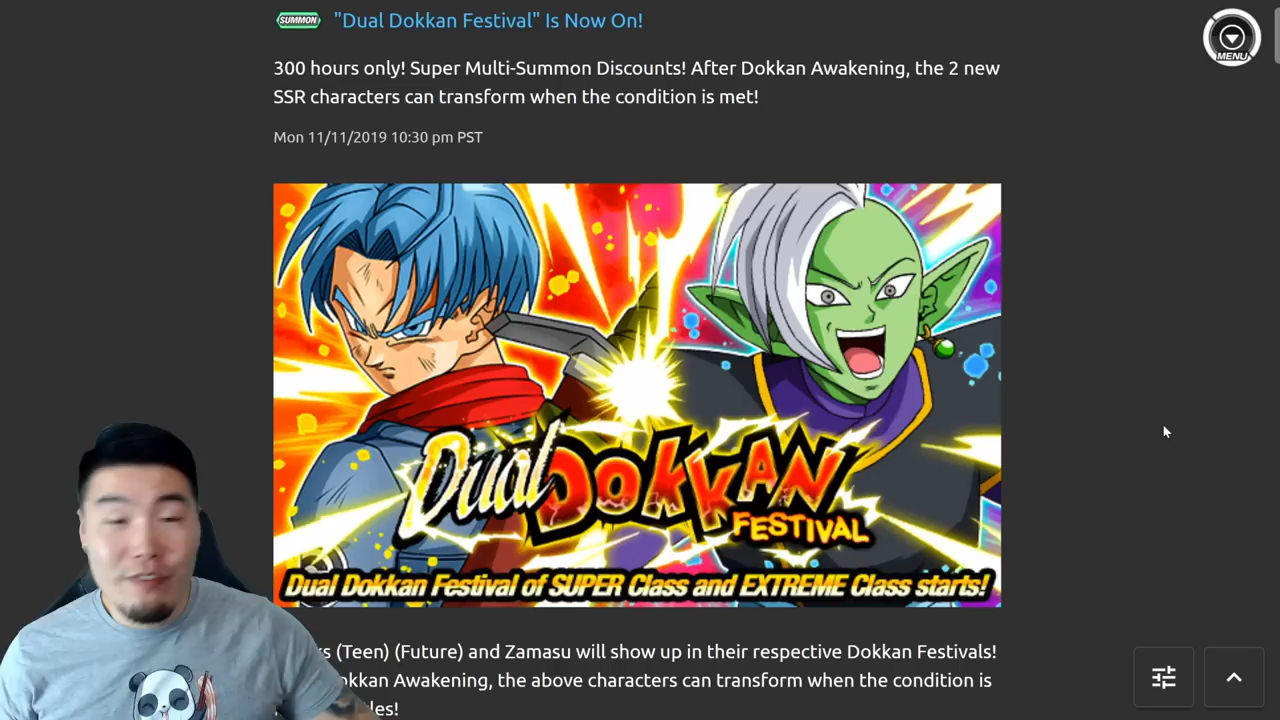 SUMMON "Dual Dokkan Festival" Is Now On!
300 hours only! Super Multi-Summon Discounts! After Dokkan Awakening, the 2 new
SSR characters can transform when the condition is met!
Mon 11/11/2019 10:30 pm PST
MENU
Dual DOKKAN
FESTIVAL
Dual Dokkan Festival of SUPER Class and EXTREME Class starts!
(Teen) (Future) and Zamasu will show up in their respective Dokkan Festivals!
Awakening, the above characters can transform when the condition is